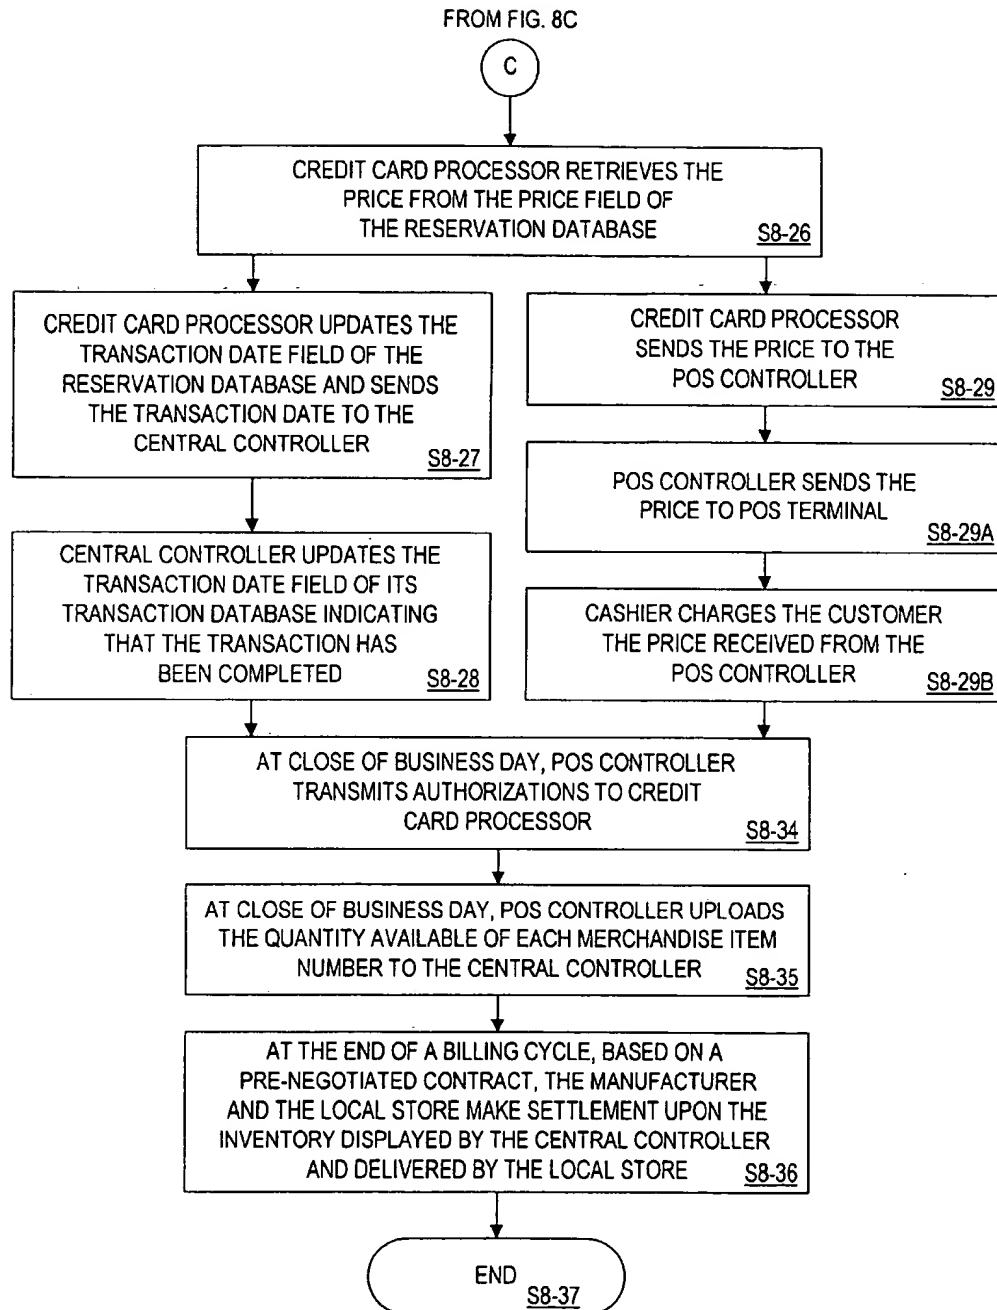 FROM FIG. 8C
C
CREDIT CARD PROCESSOR RETRIEVES THE
PRICE FROM THE PRICE FIELD OF
THE RESERVATION DATABASE
S8-26
CREDIT CARD PROCESSOR UPDATES THE
TRANSACTION DATE FIELD OF THE
RESERVATION DATABASE AND SENDS
THE TRANSACTION DATE TO THE
CENTRAL CONTROLLER
S8-27
CENTRAL CONTROLLER UPDATES THE
TRANSACTION DATE FIELD OF ITS
TRANSACTION DATABASE INDICATING
THAT THE TRANSACTION HAS
BEEN COMPLETED
S8-28
CREDIT CARD PROCESSOR
SENDS THE PRICE TO THE
POS CONTROLLER
S8-29
POS CONTROLLER SENDS THE
PRICE TO POS TERMINAL
S8-29A
CASHIER CHARGES THE CUSTOMER
THE PRICE RECEIVED FROM THE
POS CONTROLLER
S8-29B
AT CLOSE OF BUSINESS DAY, POS CONTROLLER
TRANSMITS AUTHORIZATIONS TO CREDIT
CARD PROCESSOR
S8-34
AT CLOSE OF BUSINESS DAY, POS CONTROLLER UPLOADS
THE QUANTITY AVAILABLE OF EACH MERCHANDISE ITEM
NUMBER TO THE CENTRAL CONTROLLER
S8-35
AT THE END OF A BILLING CYCLE, BASED ON A
PRE-NEGOTIATED CONTRACT, THE MANUFACTURER
AND THE LOCAL STORE MAKE SETTLEMENT UPON THE
INVENTORY DISPLAYED BY THE CENTRAL CONTROLLER
AND DELIVERED BY THE LOCAL STORE
S8-36
END
S8-37